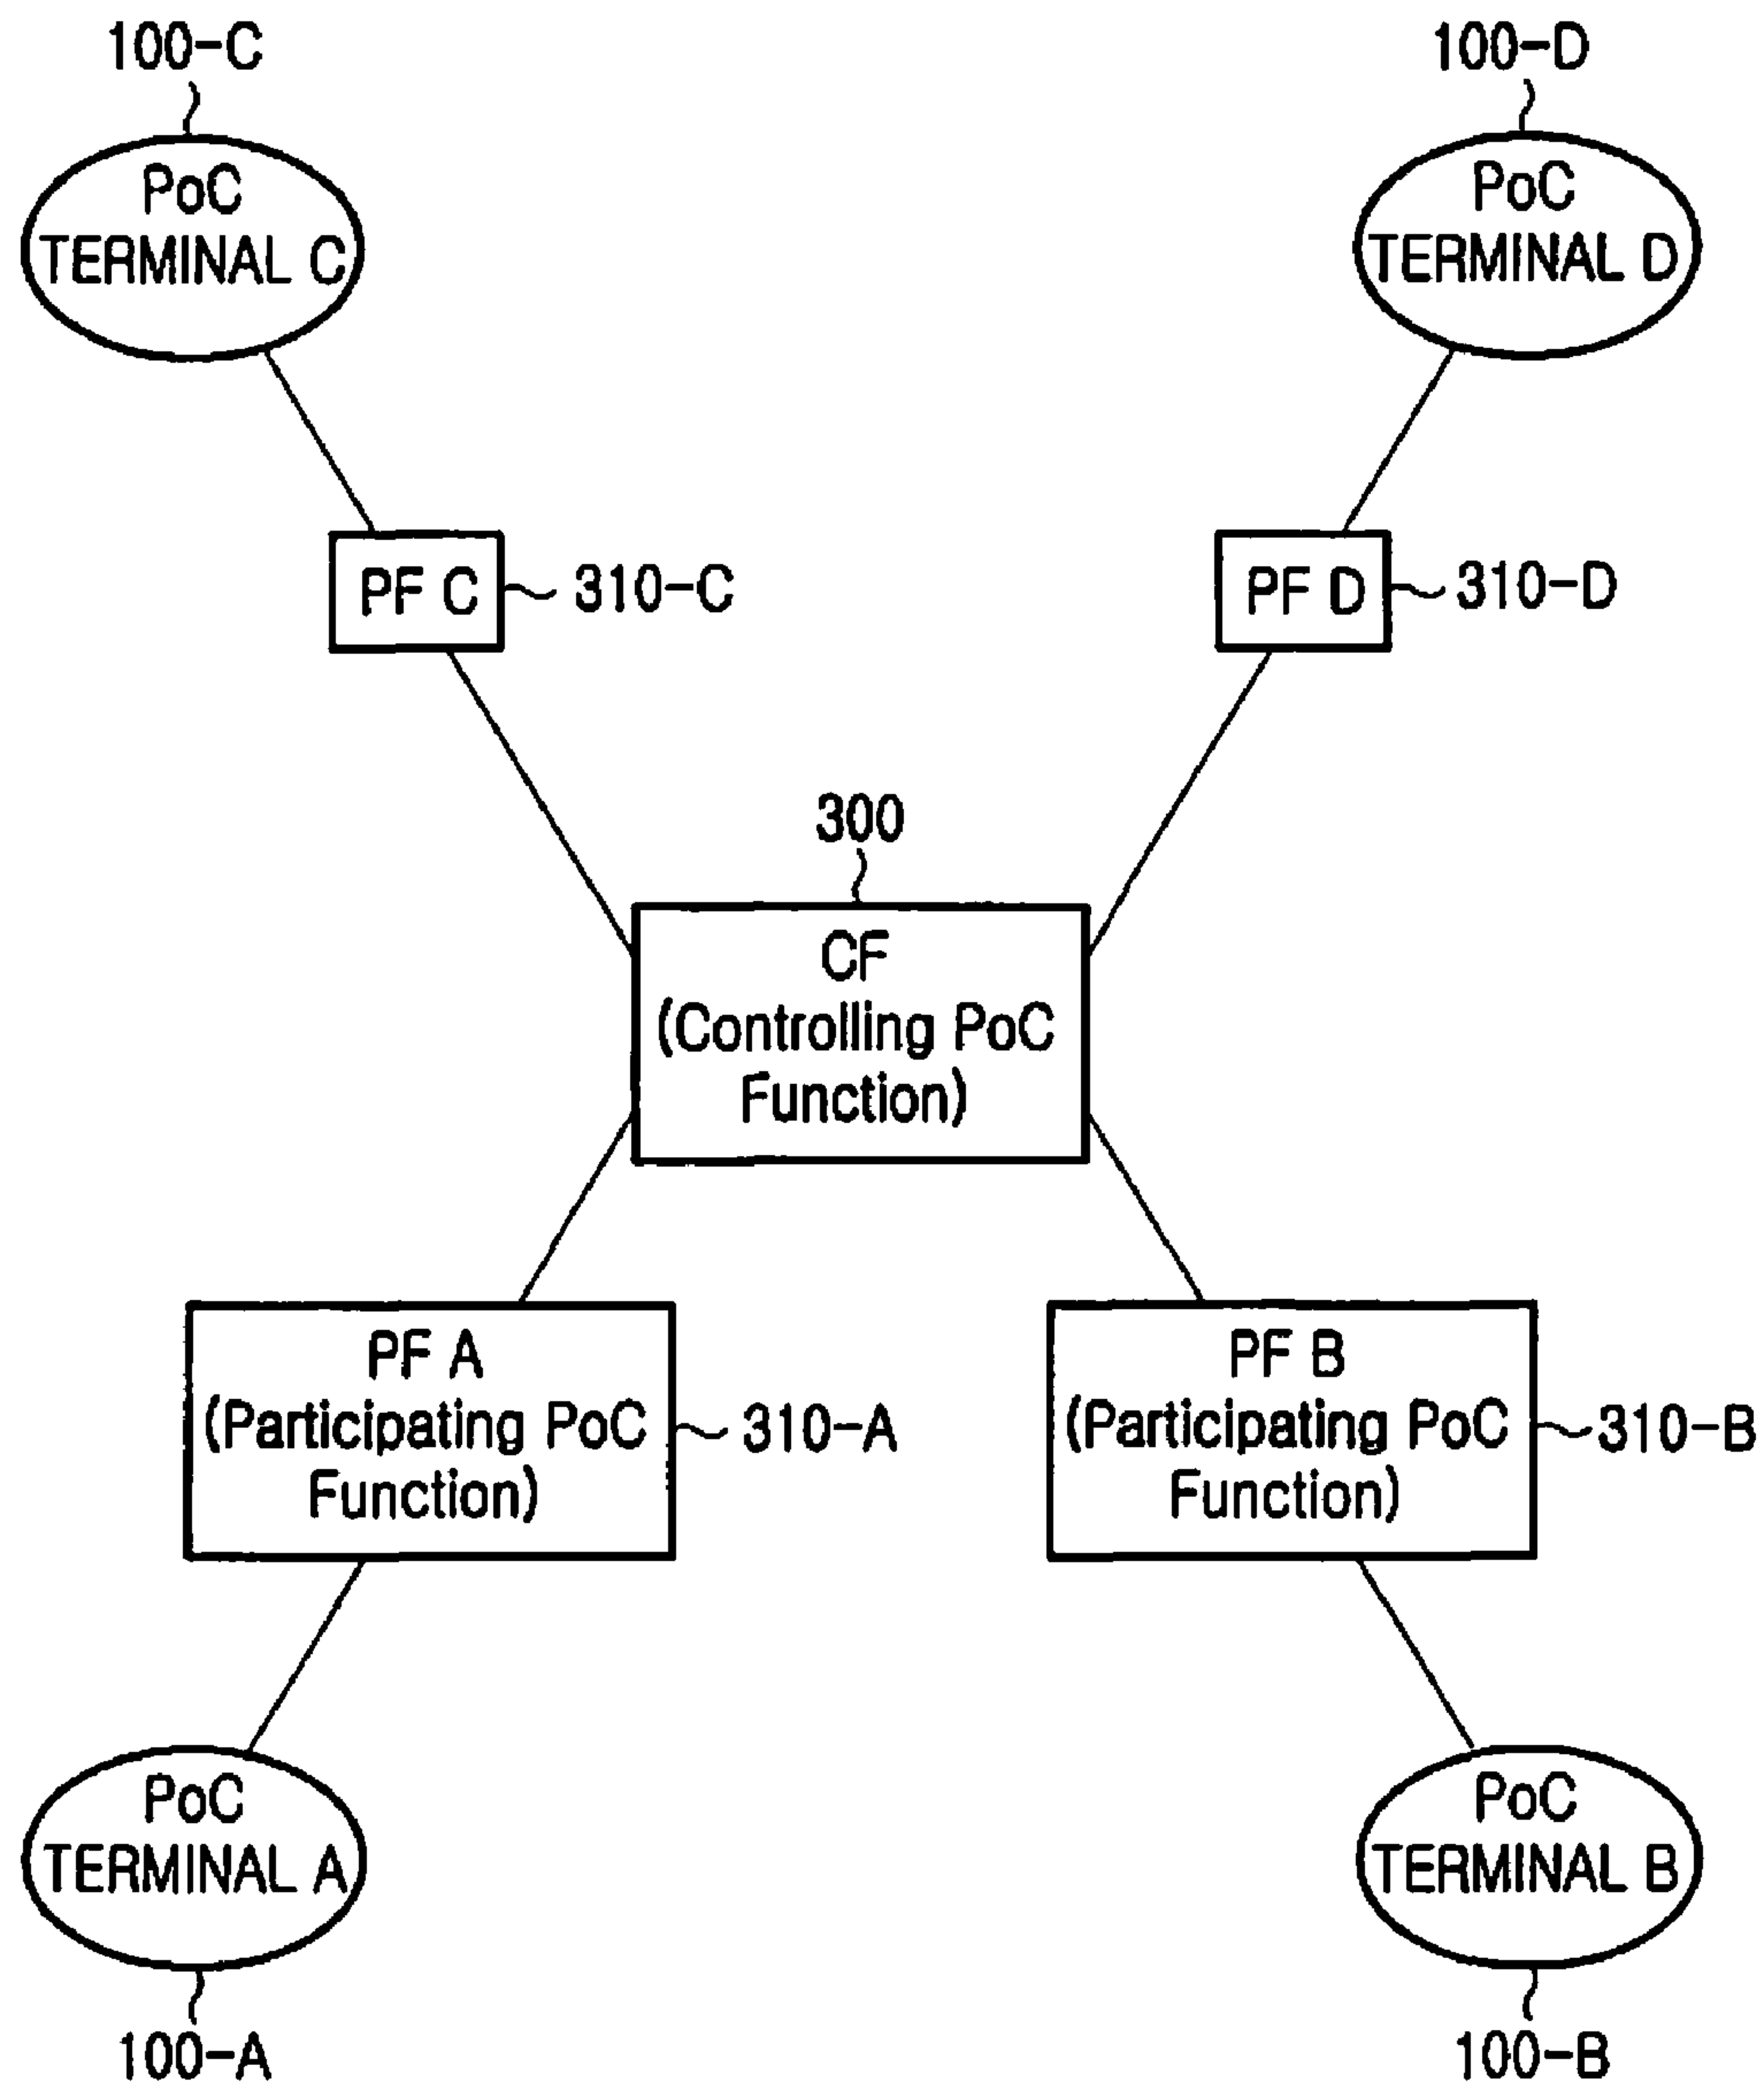 100-C
100-D
PoC
TERMINAL C
PoC
TERMINAL D
PF C
310-C
PF D
310-D
300
CF
(Controlling PoC
Function)
PF A
(Participating PoC
Function)
310-A
PF B
(Participating PoC
Function)
310-B
PoC
TERMINAL A
PoC
TERMINAL B
100-A
100-B